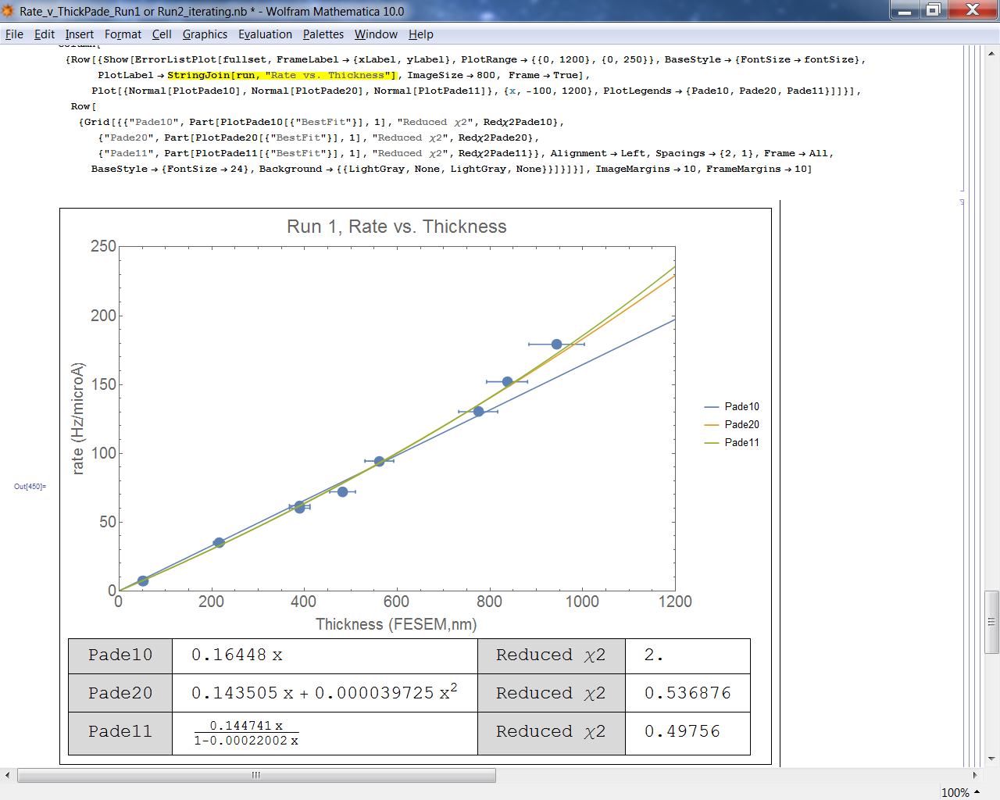 Rate_v_ThickPade_Run1 or Run2_iterating.nb * - Wolfram Mathematica 10.0
File Edit Insert Format Cell Graphics Evaluation Palettes Window Help
Column[
{Row[{Show[ErrorListPlot[fullset, FrameLabel → {xLabel, yLabel}, PlotRange → {{0, 1200}, {0, 250}}, BaseStyle → {FontSize → fontSize},
PlotLabel → StringJoin[run, "Rate vs. Thickness"], ImageSize → 800, Frame → True],
Plot[{Normal[PlotPade10], Normal[PlotPade20], Normal[PlotPade11]}, {x, -100, 1200}, PlotLegends → {Pade10, Pade20, Pade11}]]}],
Row[
{Grid[{{"Pade10", Part[PlotPade10[{"BestFit"}], 1], "Reduced χ2", Redχ2Pade10},
{"Pade20", Part[PlotPade20[{"BestFit"}], 1], "Reduced χ2", Redχ2Pade20},
{"Pade11", Part[PlotPade11[{"BestFit"}], 1], "Reduced χ2", Redχ2Pade11}}, Alignment → Left, Spacings → {2, 1}, Frame → All,
BaseStyle → {FontSize → 24}, Background → {{LightGray, None, LightGray, None}}]}]}], ImageMargins → 10, FrameMargins → 10]
Out[450]=
Run 1, Rate vs. Thickness
250
200
150
100
50
0
rate (Hz/microA)
0 200 400 600 800 1000 1200
Thickness (FESEM,nm)
Pade10
Pade20
Pade11
Pade10 0.16448 x Reduced χ2 2.
Pade20 0.143505 x + 0.000039725 x² Reduced χ2 0.536876
Pade11 0.144741 x / 1-0.00022002 x Reduced χ2 0.49756
100%